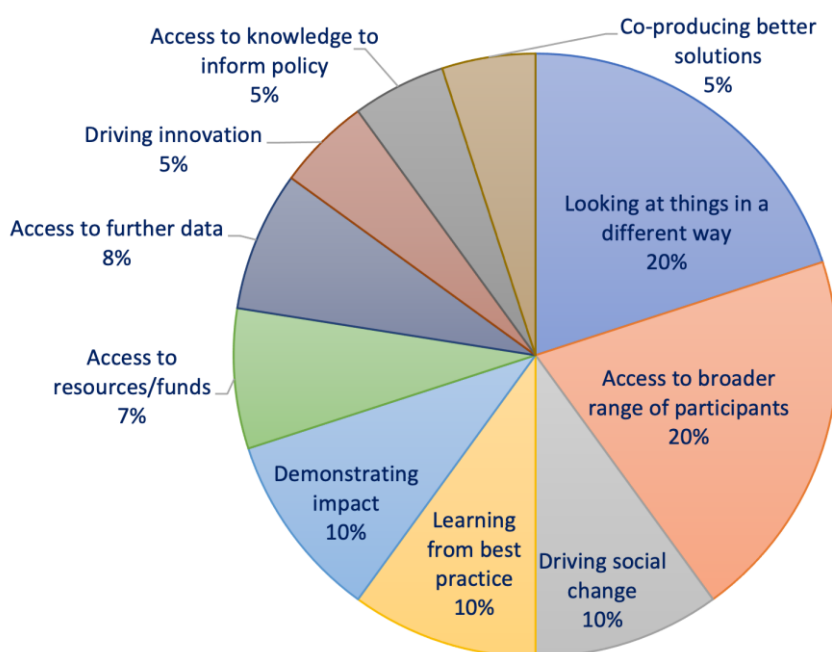 Co-producing better
solutions
5%
Looking at things in a
different way
20%
Access to broader
range of participants
20%
Driving social
change
10%
Learning
from best
practice
10%
Demonstrating
impact
10%
Access to
resources/funds
7%
Access to further data
8%
Driving innovation
5%
Access to knowledge to
inform policy
5%